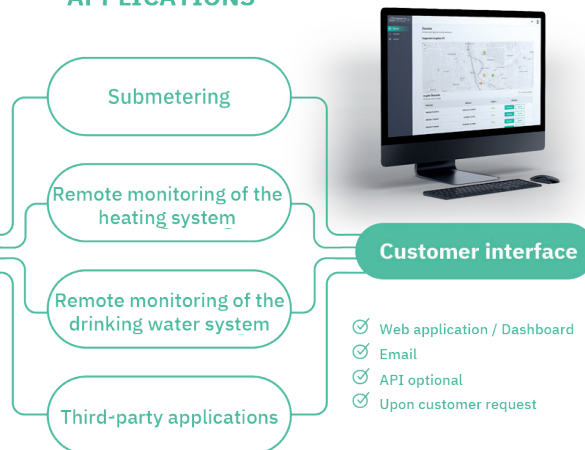 APPLICATIONS
Submetering
Remote monitoring of the
heating system
Remote monitoring of the
drinking water system
Third-party applications
Customer interface
Web application / Dashboard
Email
API optional
Upon customer request